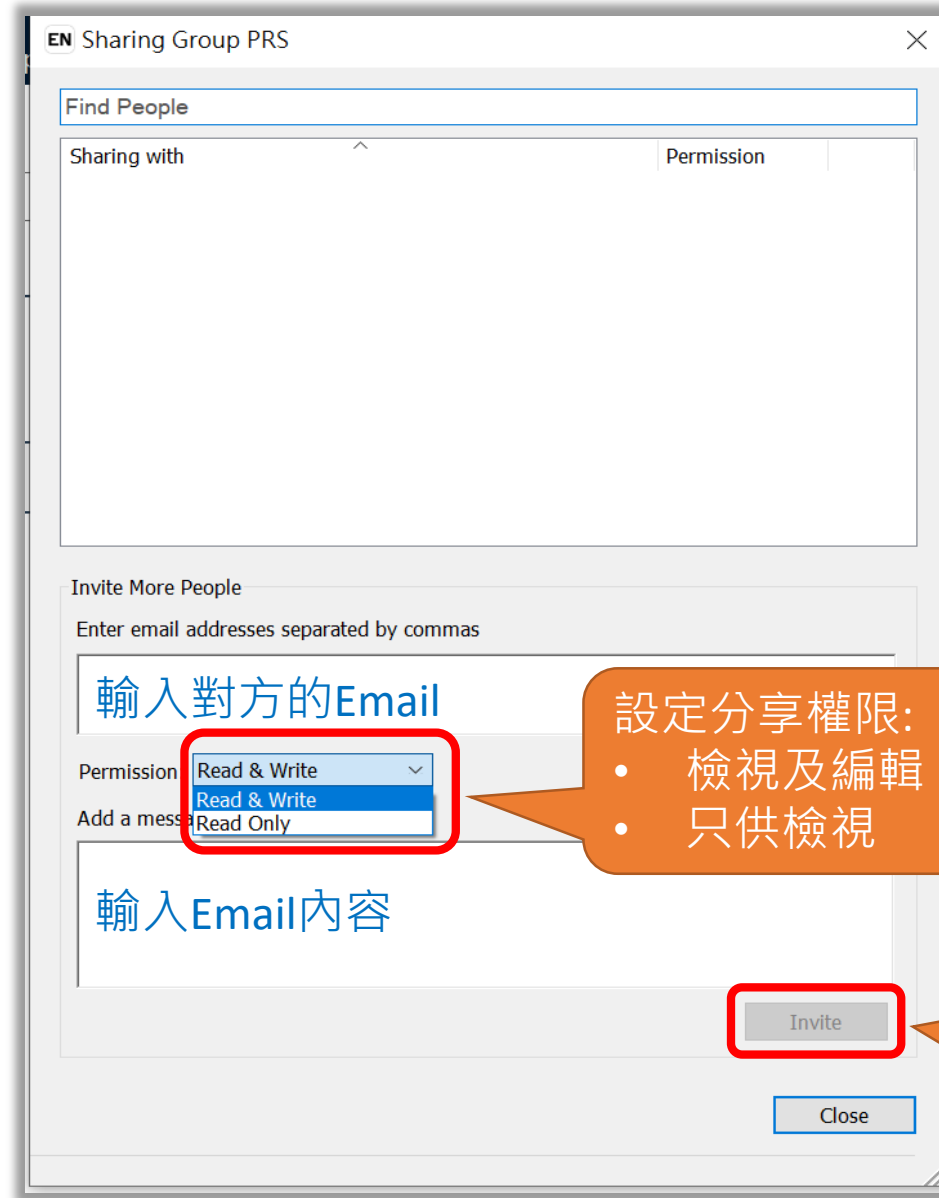 EN Sharing Group PRS
Find People
Sharing with
Permission
Invite More People
Enter email addresses separated by commas
輸入對方的Email
設定分享權限:
• 檢視及編輯
• 只供檢視
Permission Read & Write
Read & Write
Add a messa
Read Only
輸入Email內容
Invite
Close